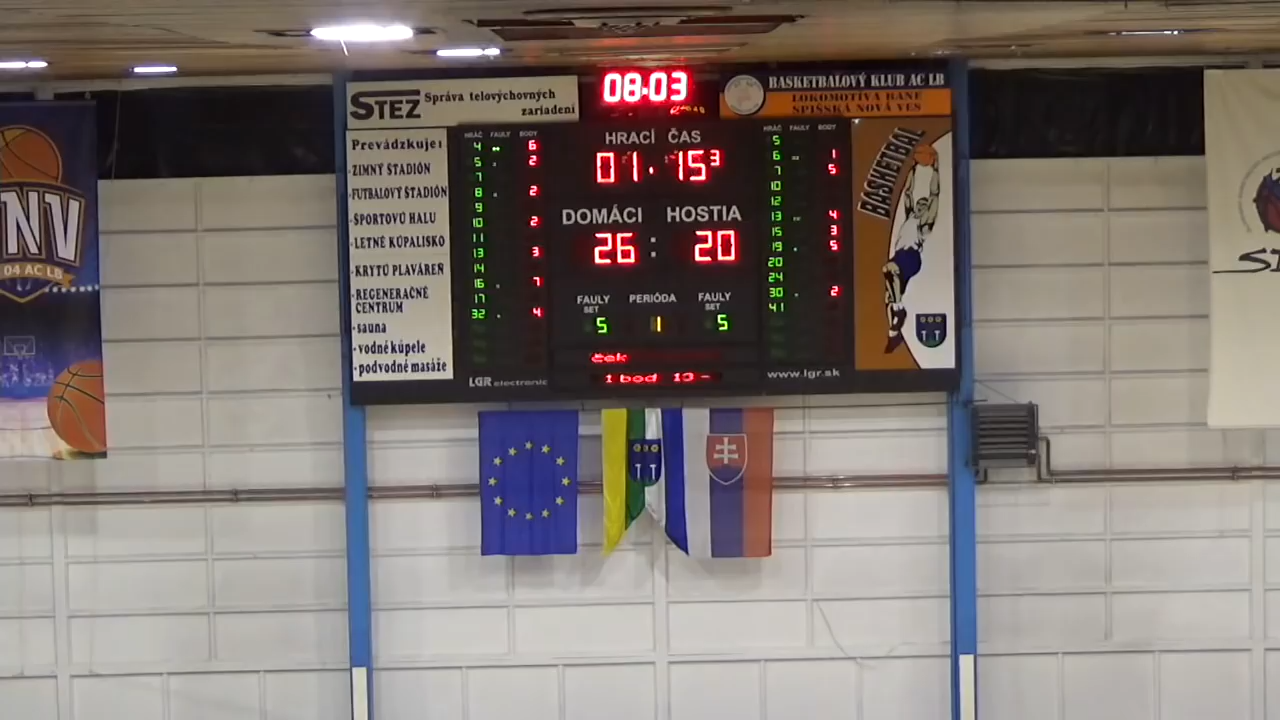 08:03
STEZ Správa telovýchovných zariadení
BASKETBALOVÝ KLUB AC LB
LOKOMOTÍVA BANE
SPIŠSKÁ NOVÁ VES
Prevádzkuje:
-ZIMNÝ ŠTADIÓN
-FUTBALOVÝ ŠTADIÓN
-ŠPORTOVÚ HALU
-LETNÉ KÚPALISKO
-KRYTÚ PLAVÁREŇ
-REGENERAČNÉ CENTRUM
-sauna
-vodné kúpele
-podvodné masáže
HRÁČ FAULY BODY
4 6
5 2
7
8 2
9
10 2
11
13 3
14
16 7
17
32 4
LGR electronic
HRACÍ ČAS
01. 15 3
DOMÁCI HOSTIA
26 : 20
FAULY SET PERIÓDA FAULY SET
5 1 5
1 bod 13 -
HRÁČ FAULY BODY
5
6 1
7 5
10
12
13 4
15 3
19 5
20
24
30 2
41
www.lgr.sk
BASKETBAL
NV
04 AC LB